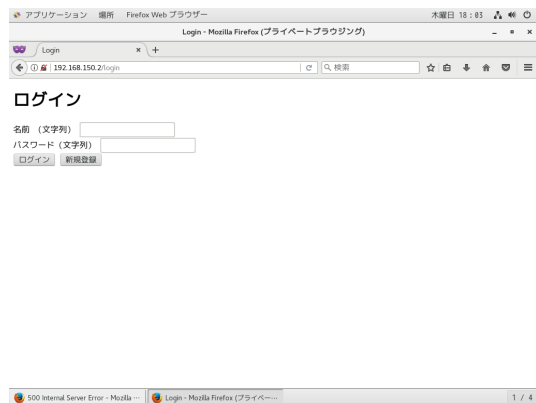 アプリケーション 場所 Firefox Web ブラウザー 木曜日 18：03
Login - Mozilla Firefox (プライベートブラウジング)
Login
192.168.150.2/login
検索
ログイン
名前 （文字列）
パスワード（文字列）
ログイン 新規登録
500 Internal Server Error - Mozilla … Login - Mozilla Firefox (プライベー… 1 / 4